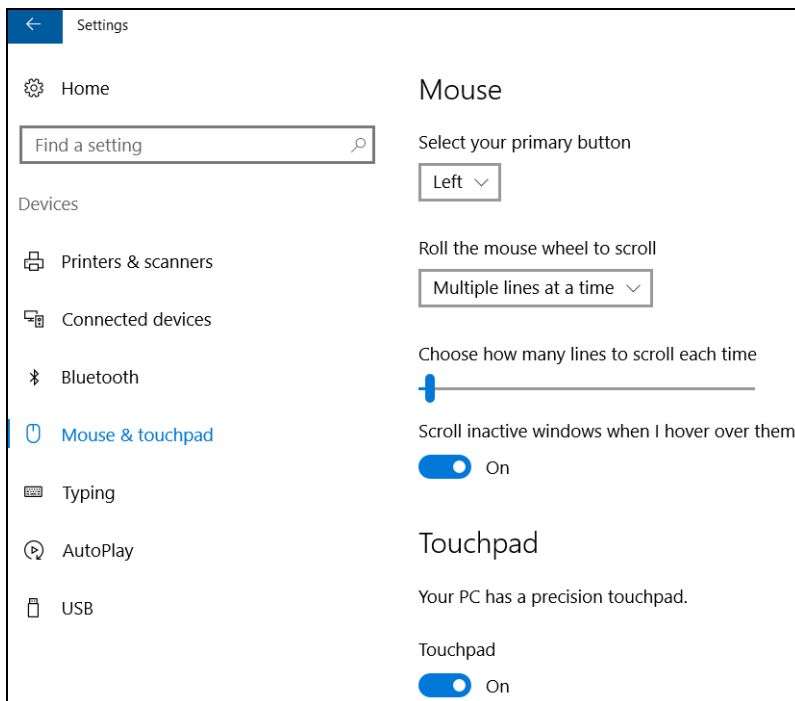 Settings
Home
Find a setting
Devices
Printers & scanners
Connected devices
Bluetooth
Mouse & touchpad
Typing
AutoPlay
USB
Mouse
Select your primary button
Left
Roll the mouse wheel to scroll
Multiple lines at a time
Choose how many lines to scroll each time
Scroll inactive windows when I hover over them
On
Touchpad
Your PC has a precision touchpad.
Touchpad
On